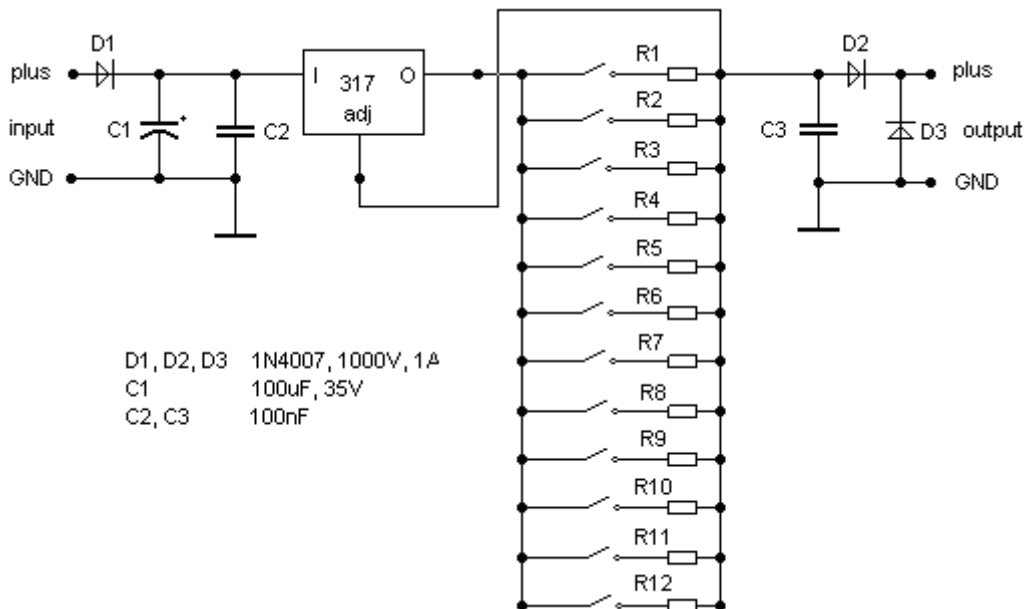 D1
plus
I
317
O
adj
input
C1
+
C2
GND
R1
R2
R3
R4
R5
R6
R7
R8
R9
R10
R11
R12
D2
plus
C3
D3
output
GND
D1, D2, D3 1N4007, 1000V, 1A
C1 100uF, 35V
C2, C3 100nF